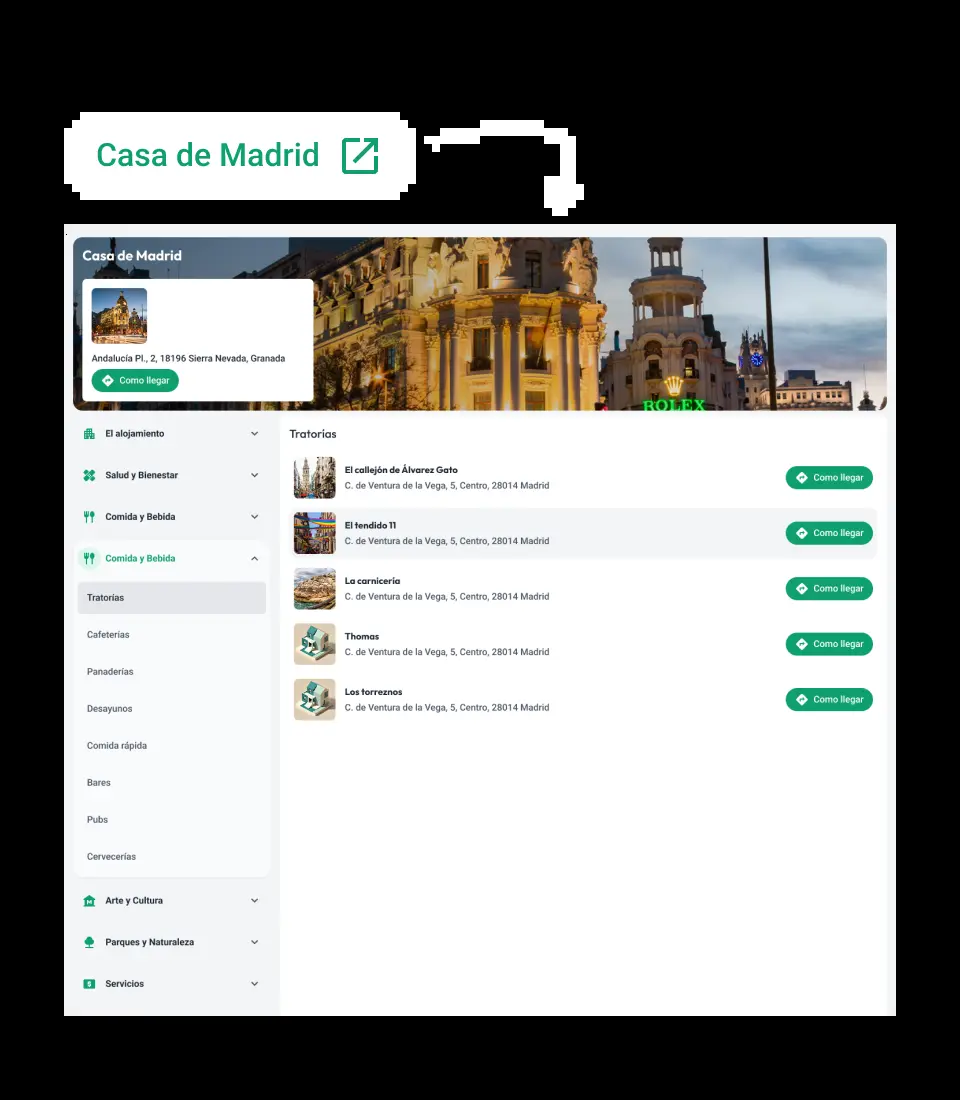 Casa de Madrid
Casa de Madrid
Andalucía Pl., 2, 18196 Sierra Nevada, Granada
Como llegar
ROLEX
El alojamiento
Salud y Bienestar
Comida y Bebida
Comida y Bebida
Tratorías
Cafeterías
Panaderías
Desayunos
Comida rápida
Bares
Pubs
Cervecerías
Arte y Cultura
Parques y Naturaleza
Servicios
Tratorías
El callejón de Álvarez Gato
C. de Ventura de la Vega, 5, Centro, 28014 Madrid
Como llegar
El tendido 11
C. de Ventura de la Vega, 5, Centro, 28014 Madrid
Como llegar
La carnicería
C. de Ventura de la Vega, 5, Centro, 28014 Madrid
Como llegar
Thomas
C. de Ventura de la Vega, 5, Centro, 28014 Madrid
Como llegar
Los torreznos
C. de Ventura de la Vega, 5, Centro, 28014 Madrid
Como llegar